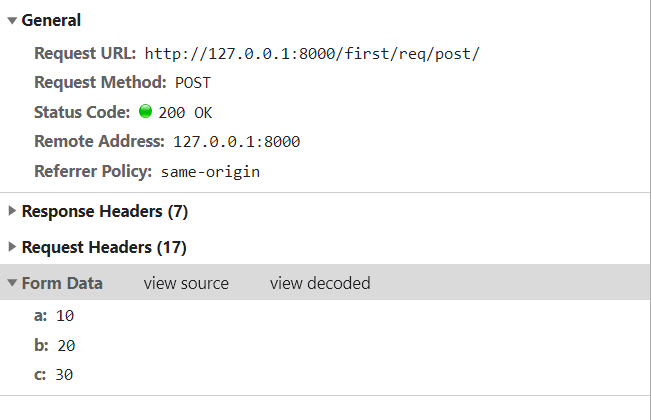 General
Request URL: http://127.0.0.1:8000/first/req/post/
Request Method: POST
Status Code: 200 OK
Remote Address: 127.0.0.1:8000
Referrer Policy: same-origin
Response Headers (7)
Request Headers (17)
Form Data view source view decoded
a: 10
b: 20
c: 30